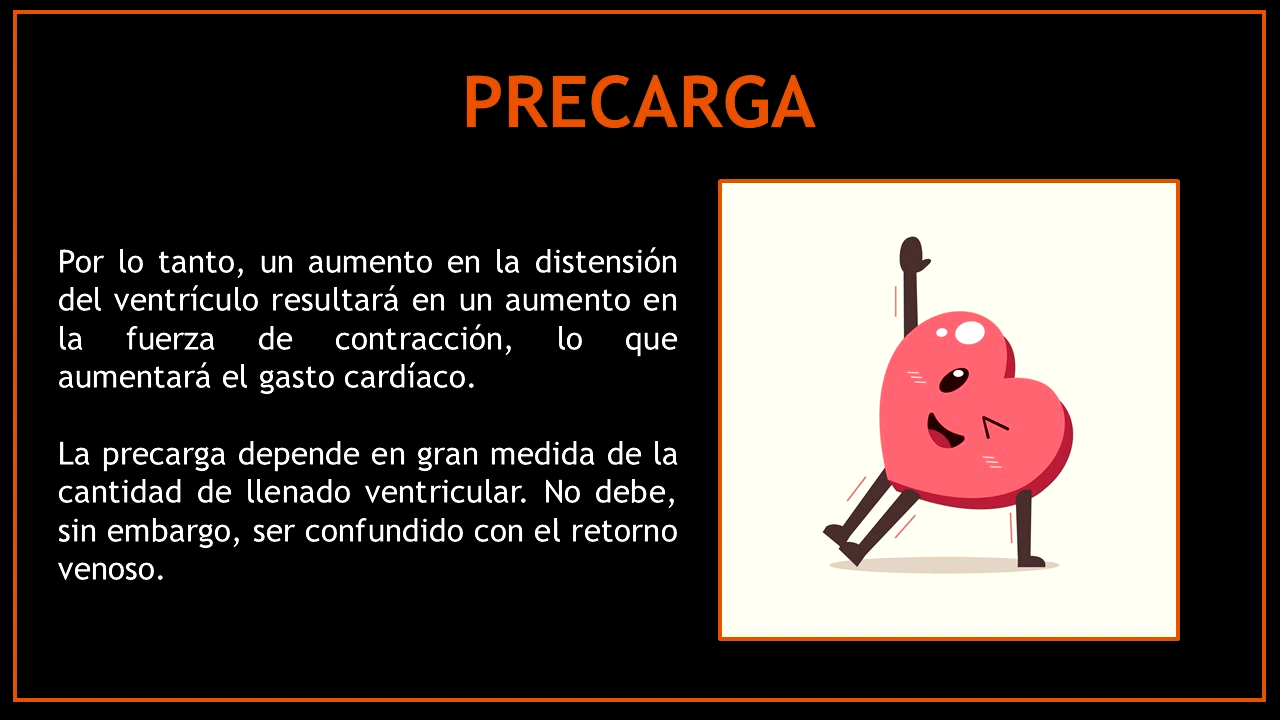 PRECARGA
Por lo tanto, un aumento en la distensión
del ventrículo resultará en un aumento en
la fuerza de contracción, lo que
aumentará el gasto cardíaco.
La precarga depende en gran medida de la
cantidad de llenado ventricular. No debe,
sin embargo, ser confundido con el retorno
venoso.